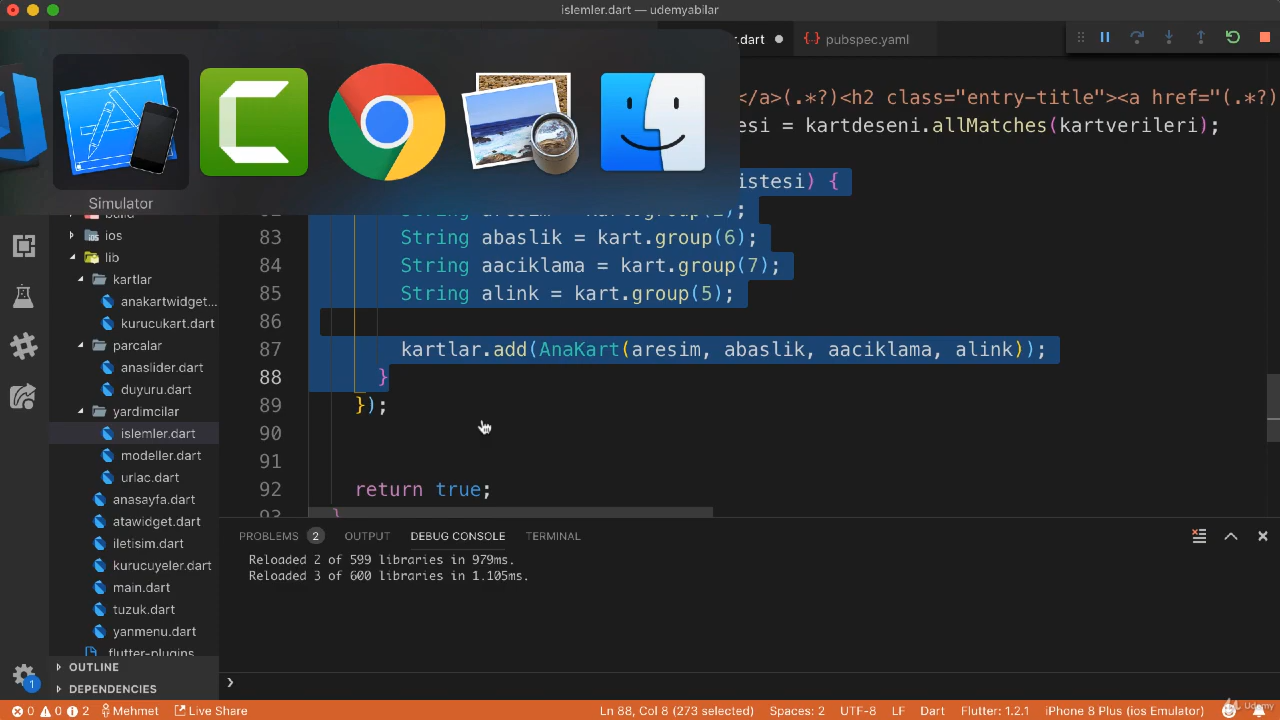 islemler.dart — udemyabilar
.dart
pubspec.yaml
Simulator
</a>(.*?)<h2 class="entry-title"><a href="(.*?)
esi = kartdeseni.allMatches(kartverileri);
istesi) {
83 String abaslik = kart.group(6);
84 String aaciklama = kart.group(7);
85 String alink = kart.group(5);
86
87 kartlar.add(AnaKart(aresim, abaslik, aaciklama, alink));
88 }
89 });
90
91
92 return true;
93 }
build
ios
lib
kartlar
anakartwidget...
kurucukart.dart
parcalar
anaslider.dart
duyuru.dart
yardimcilar
islemler.dart
modeller.dart
urlac.dart
anasayfa.dart
atawidget.dart
iletisim.dart
kurucuyeler.dart
main.dart
tuzuk.dart
yanmenu.dart
.flutter-plugins
OUTLINE
DEPENDENCIES
PROBLEMS 2 OUTPUT DEBUG CONSOLE TERMINAL
Reloaded 2 of 599 libraries in 979ms.
Reloaded 3 of 600 libraries in 1.105ms.
1
0 0 2 Mehmet Live Share Ln 88, Col 8 (273 selected) Spaces: 2 UTF-8 LF Dart Flutter: 1.2.1 iPhone 8 Plus (ios Emulator)
Udemy